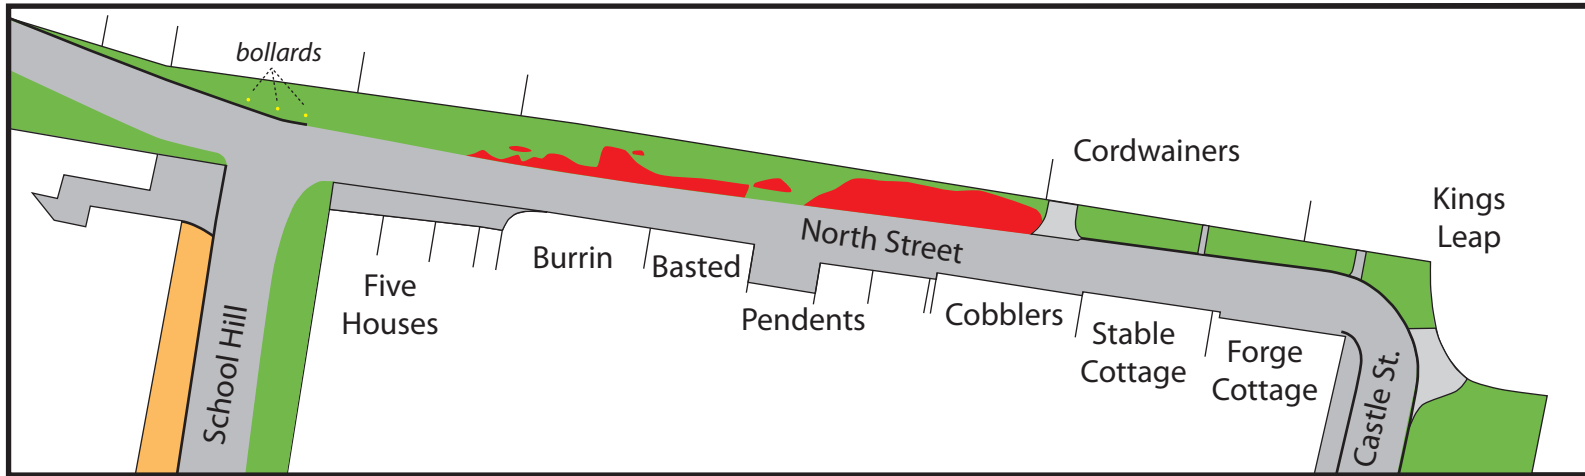 bollards
Cordwainers
Kings
Leap
North Street
Burrin
Basted
Five
Houses
Pendents
Cobblers
Stable
Cottage
Forge
Cottage
School Hill
Castle St.